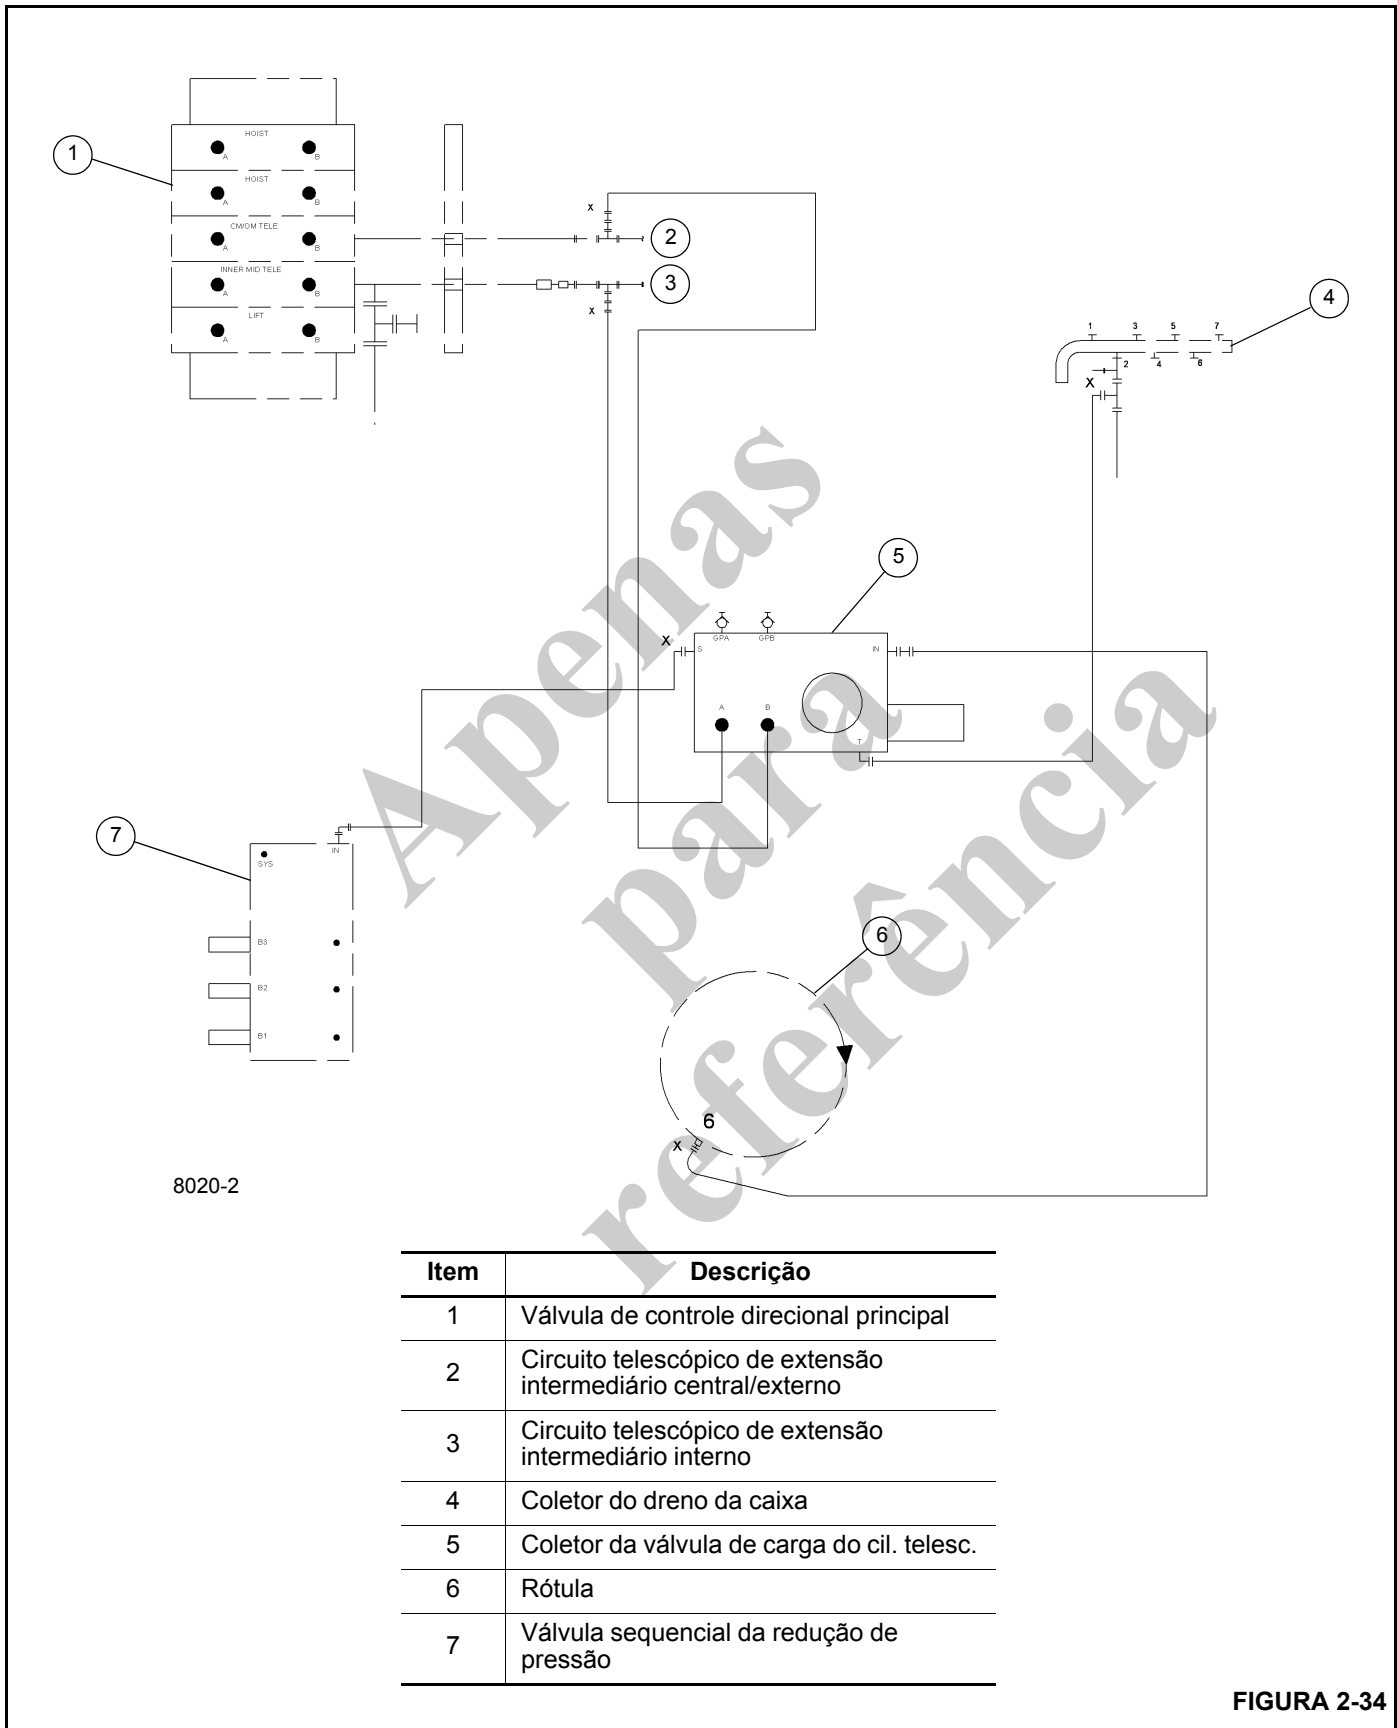 1
HOIST
A
B
HOIST
A
B
CM/OM TELE
A
B
INNER MID TELE
A
B
LIFT
A
B
X
2
3
X
4
1
3
5
7
2
4
6
X
5
X
GPA
GPB
S
IN
A
B
T
7
IN
SYS
B3
B2
B1
6
6
X
Apenas
para
referência
8020-2
Item Descrição
1 Válvula de controle direcional principal
2 Circuito telescópico de extensão
intermediário central/externo
3 Circuito telescópico de extensão
intermediário interno
4 Coletor do dreno da caixa
5 Coletor da válvula de carga do cil. telesc.
6 Rótula
7 Válvula sequencial da redução de
pressão
FIGURA 2-34